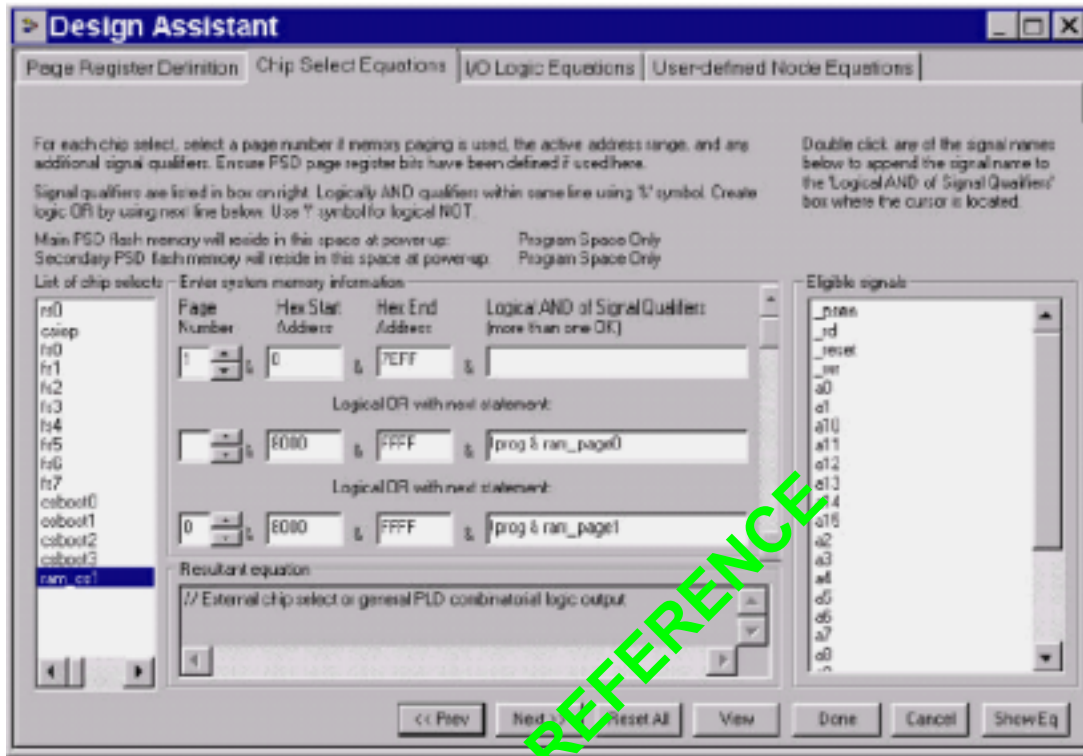 Design Assistant
Page Register Definition Chip Select Equations I/O Logic Equations User-defined Node Equations
For each chip select, select a page number if memory paging is used, the active address range, and any
additional signal qualifiers. Ensure PSD page register bits have been defined if used here.
Signal qualifiers are listed in box on right. Logically AND qualifiers within same line using '&' symbol. Create
logic OR by using next line below. Use '!' symbol for logical NOT.
Double click any of the signal names
below to append the signal name to
the 'Logical AND of Signal Qualifiers'
box where the cursor is located.
Main PSD flash memory will reside in this space at power-up: Program Space Only
Secondary PSD flash memory will reside in this space at power-up: Program Space Only
List of chip selects
rs0
csiop
fs0
fs1
fs2
fs3
fs4
fs5
fs6
fs7
csboot0
csboot1
csboot2
csboot3
ram_cs1
Enter system memory information
Page Hex Start Hex End Logical AND of Signal Qualifiers
Number Address Address (more than one OK)
1 & 0 & 7EFF &
Logical OR with next statement:
& 8000 & FFFF & !prog & ram_page0
Logical OR with next statement:
0 & 8000 & FFFF & !prog & ram_page1
Resultant equation
// External chip select or general PLD combinatorial logic output
Eligible signals
_psen
_rd
_reset
_wr
a0
a1
a10
a11
a12
a13
a14
a15
a2
a3
a4
a5
a6
a7
a8
REFERENCE
<< Prev Next >> Reset All View Done Cancel Show Eq